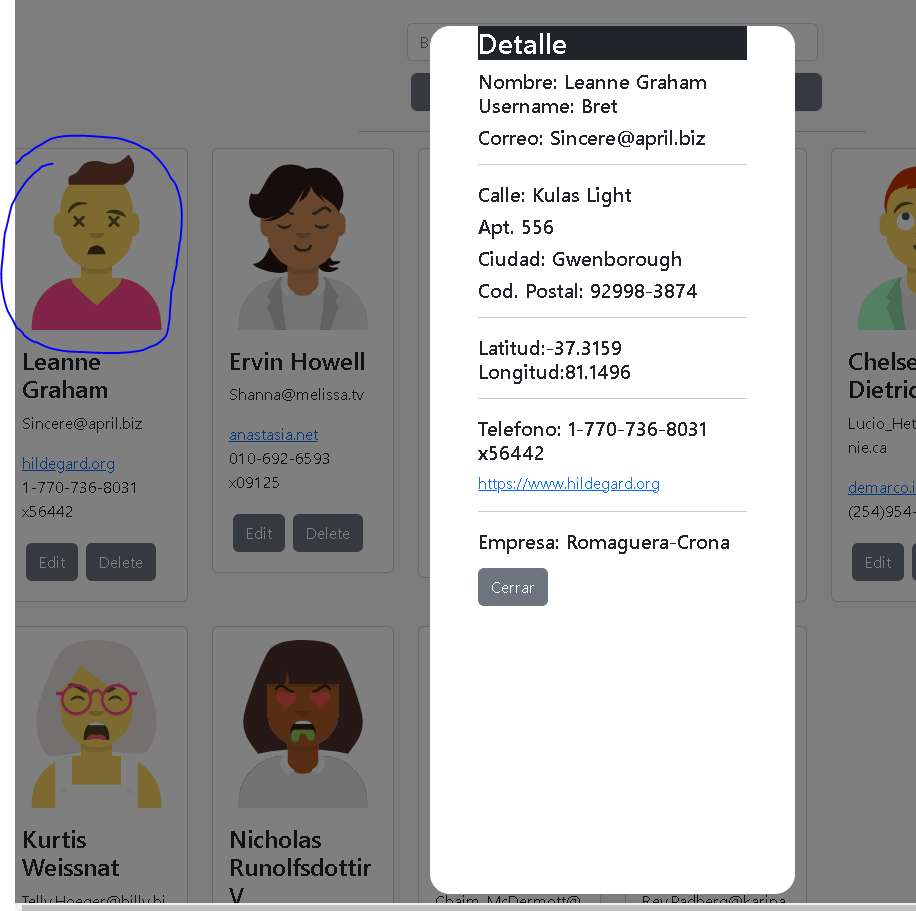 B
Detalle
Nombre: Leanne Graham
Username: Bret
Correo: Sincere@april.biz
Calle: Kulas Light
Apt. 556
Ciudad: Gwenborough
Cod. Postal: 92998-3874
Latitud:-37.3159
Longitud:81.1496
Telefono: 1-770-736-8031
x56442
https://www.hildegard.org
Empresa: Romaguera-Crona
Cerrar
Leanne
Graham
Sincere@april.biz
hildegard.org
1-770-736-8031
x56442
Edit Delete
Ervin Howell
Shanna@melissa.tv
anastasia.net
010-692-6593
x09125
Edit Delete
Chelse
Dietric
Lucio_Het
nie.ca
demarco.i
(254)954-
Edit
Kurtis
Weissnat
Telly.Hoeger@billy.bi
Nicholas
Runolfsdottir
V
Chaim_McDermott@
Rey.Padberg@karina